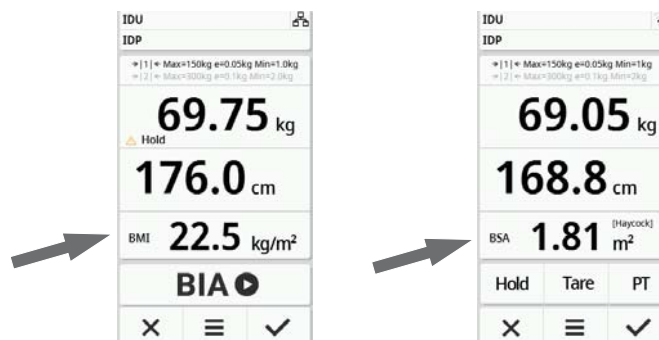 IDU
IDP
→|1|← Max=150kg e=0.05kg Min=1.0kg
→|2|← Max=300kg e=0.1kg Min=2.0kg
69.75 kg
Hold
176.0 cm
BMI 22.5 kg/m²
BIA
IDU
IDP
→|1|← Max=150kg e=0.05kg Min=1kg
→|2|← Max=300kg e=0.1kg Min=2kg
69.05 kg
168.8 cm
[Haycock]
BSA 1.81 m²
Hold Tare PT